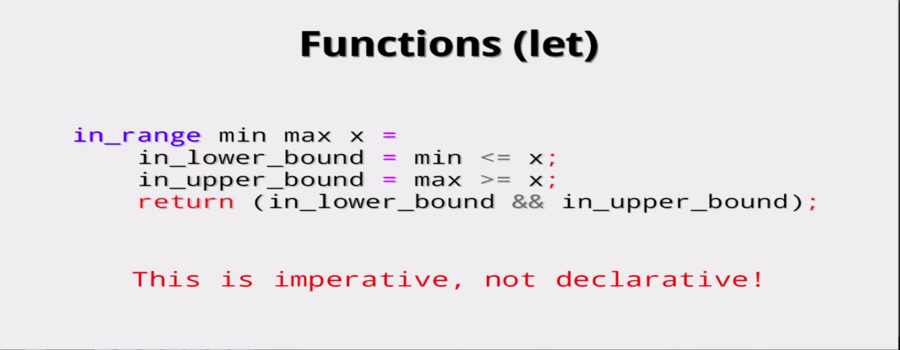 Functions (let)
in_range min max x =
in_lower_bound = min <= x;
in_upper_bound = max >= x;
return (in_lower_bound && in_upper_bound);
This is imperative, not declarative!